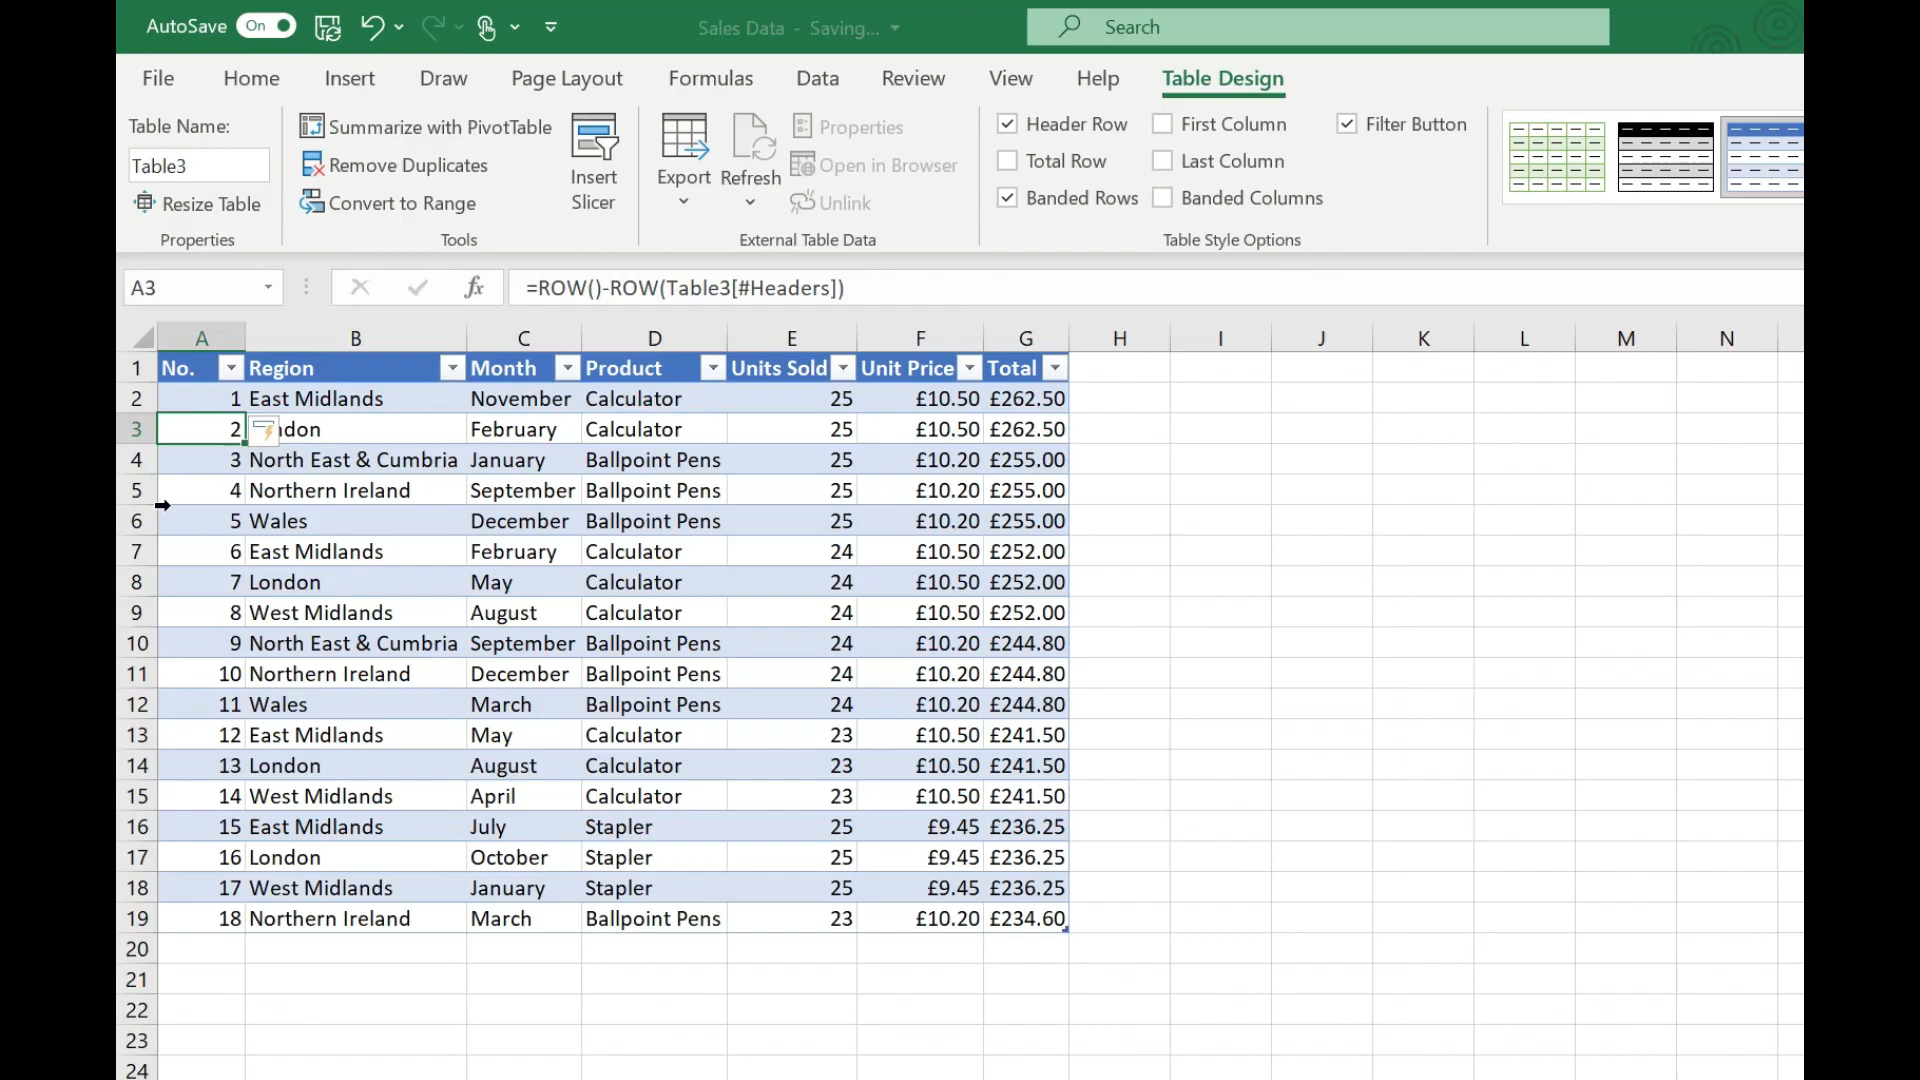 AutoSave On Sales Data - Saving... Search
File Home Insert Draw Page Layout Formulas Data Review View Help Table Design
Table Name:
Table3
Resize Table
Properties
Summarize with PivotTable
Remove Duplicates
Convert to Range
Insert
Slicer
Tools
Export
Refresh
Properties
Open in Browser
Unlink
External Table Data
Header Row First Column Filter Button
Total Row Last Column
Banded Rows Banded Columns
Table Style Options
A3 fx =ROW()-ROW(Table3[#Headers])
A B C D E F G H I J K L M N
1 No. Region Month Product Units Sold Unit Price Total
2 1 East Midlands November Calculator 25 £10.50 £262.50
3 2 don February Calculator 25 £10.50 £262.50
4 3 North East & Cumbria January Ballpoint Pens 25 £10.20 £255.00
5 4 Northern Ireland September Ballpoint Pens 25 £10.20 £255.00
6 5 Wales December Ballpoint Pens 25 £10.20 £255.00
7 6 East Midlands February Calculator 24 £10.50 £252.00
8 7 London May Calculator 24 £10.50 £252.00
9 8 West Midlands August Calculator 24 £10.50 £252.00
10 9 North East & Cumbria September Ballpoint Pens 24 £10.20 £244.80
11 10 Northern Ireland December Ballpoint Pens 24 £10.20 £244.80
12 11 Wales March Ballpoint Pens 24 £10.20 £244.80
13 12 East Midlands May Calculator 23 £10.50 £241.50
14 13 London August Calculator 23 £10.50 £241.50
15 14 West Midlands April Calculator 23 £10.50 £241.50
16 15 East Midlands July Stapler 25 £9.45 £236.25
17 16 London October Stapler 25 £9.45 £236.25
18 17 West Midlands January Stapler 25 £9.45 £236.25
19 18 Northern Ireland March Ballpoint Pens 23 £10.20 £234.60
20
21
22
23
24